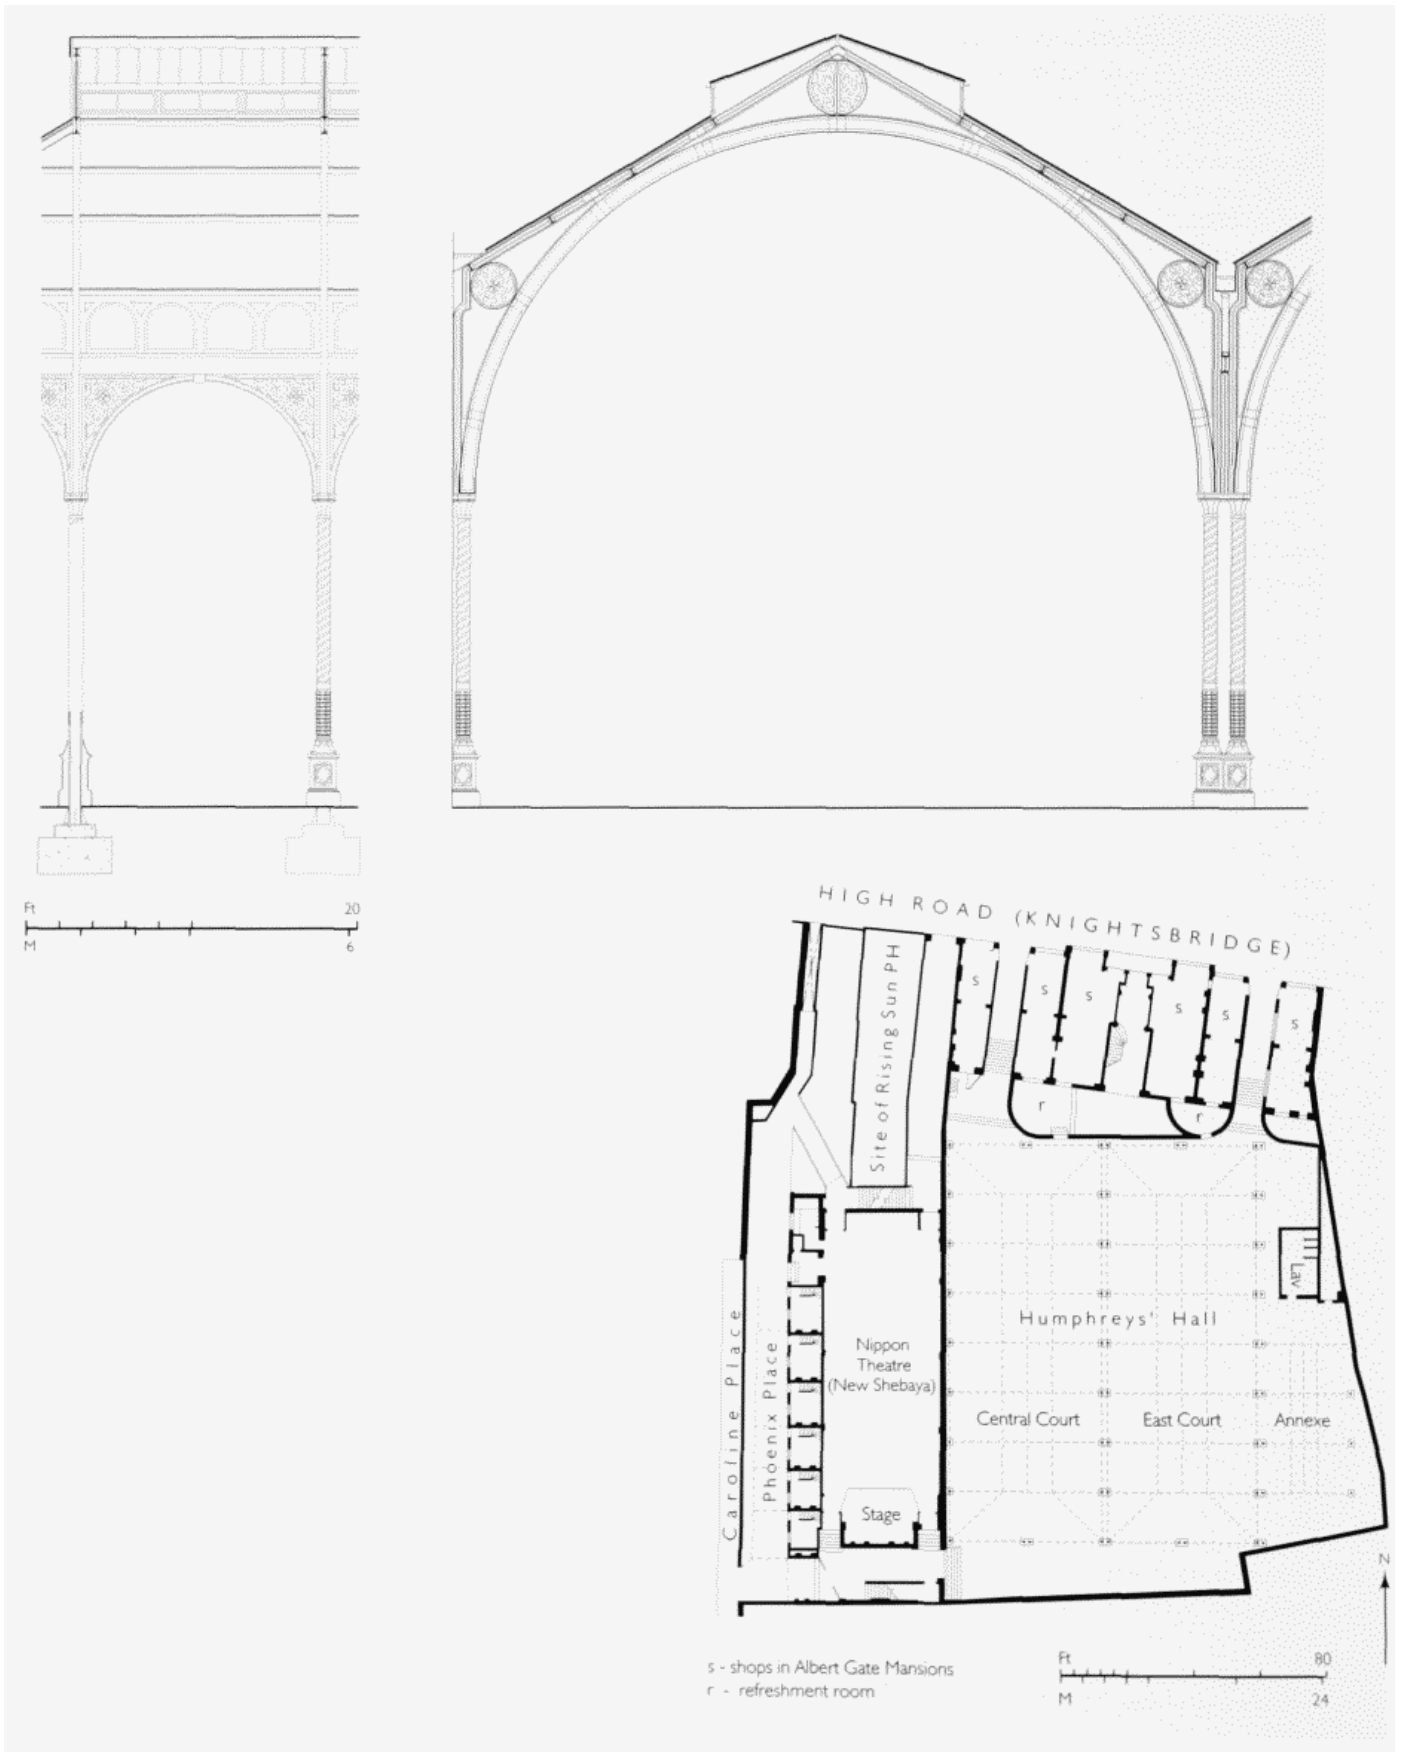 Ft 20
M 6
HIGH ROAD (KNIGHTSBRIDGE)
Site of Rising Sun PH
s
s
s
s
s
s
r
r
Lav
Humphreys' Hall
Nippon
Theatre
(New Shebaya)
Central Court
East Court
Annexe
Caroline Place
Phoenix Place
Stage
N
s - shops in Albert Gate Mansions
r - refreshment room
Ft 80
M 24